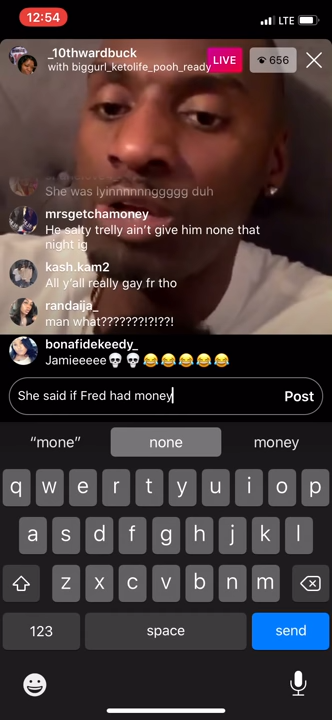 12:54
LTE
_10thwardbuck
with biggurl_ketolife_pooh_ready
LIVE
656
She was lyinnnnnnggggg duh
mrsgetchamoney
He salty trelly ain't give him none that
night ig
kash.kam2
All y'all really gay fr tho
randaija_
man what???????!?!??!
bonafidekeedy_
Jamieeeee💀💀😂😂😂😂😂
She said if Fred had money
Post
“mone”
none
money
q w e r t y u i o p
a s d f g h j k l
z x c v b n m
123
space
send